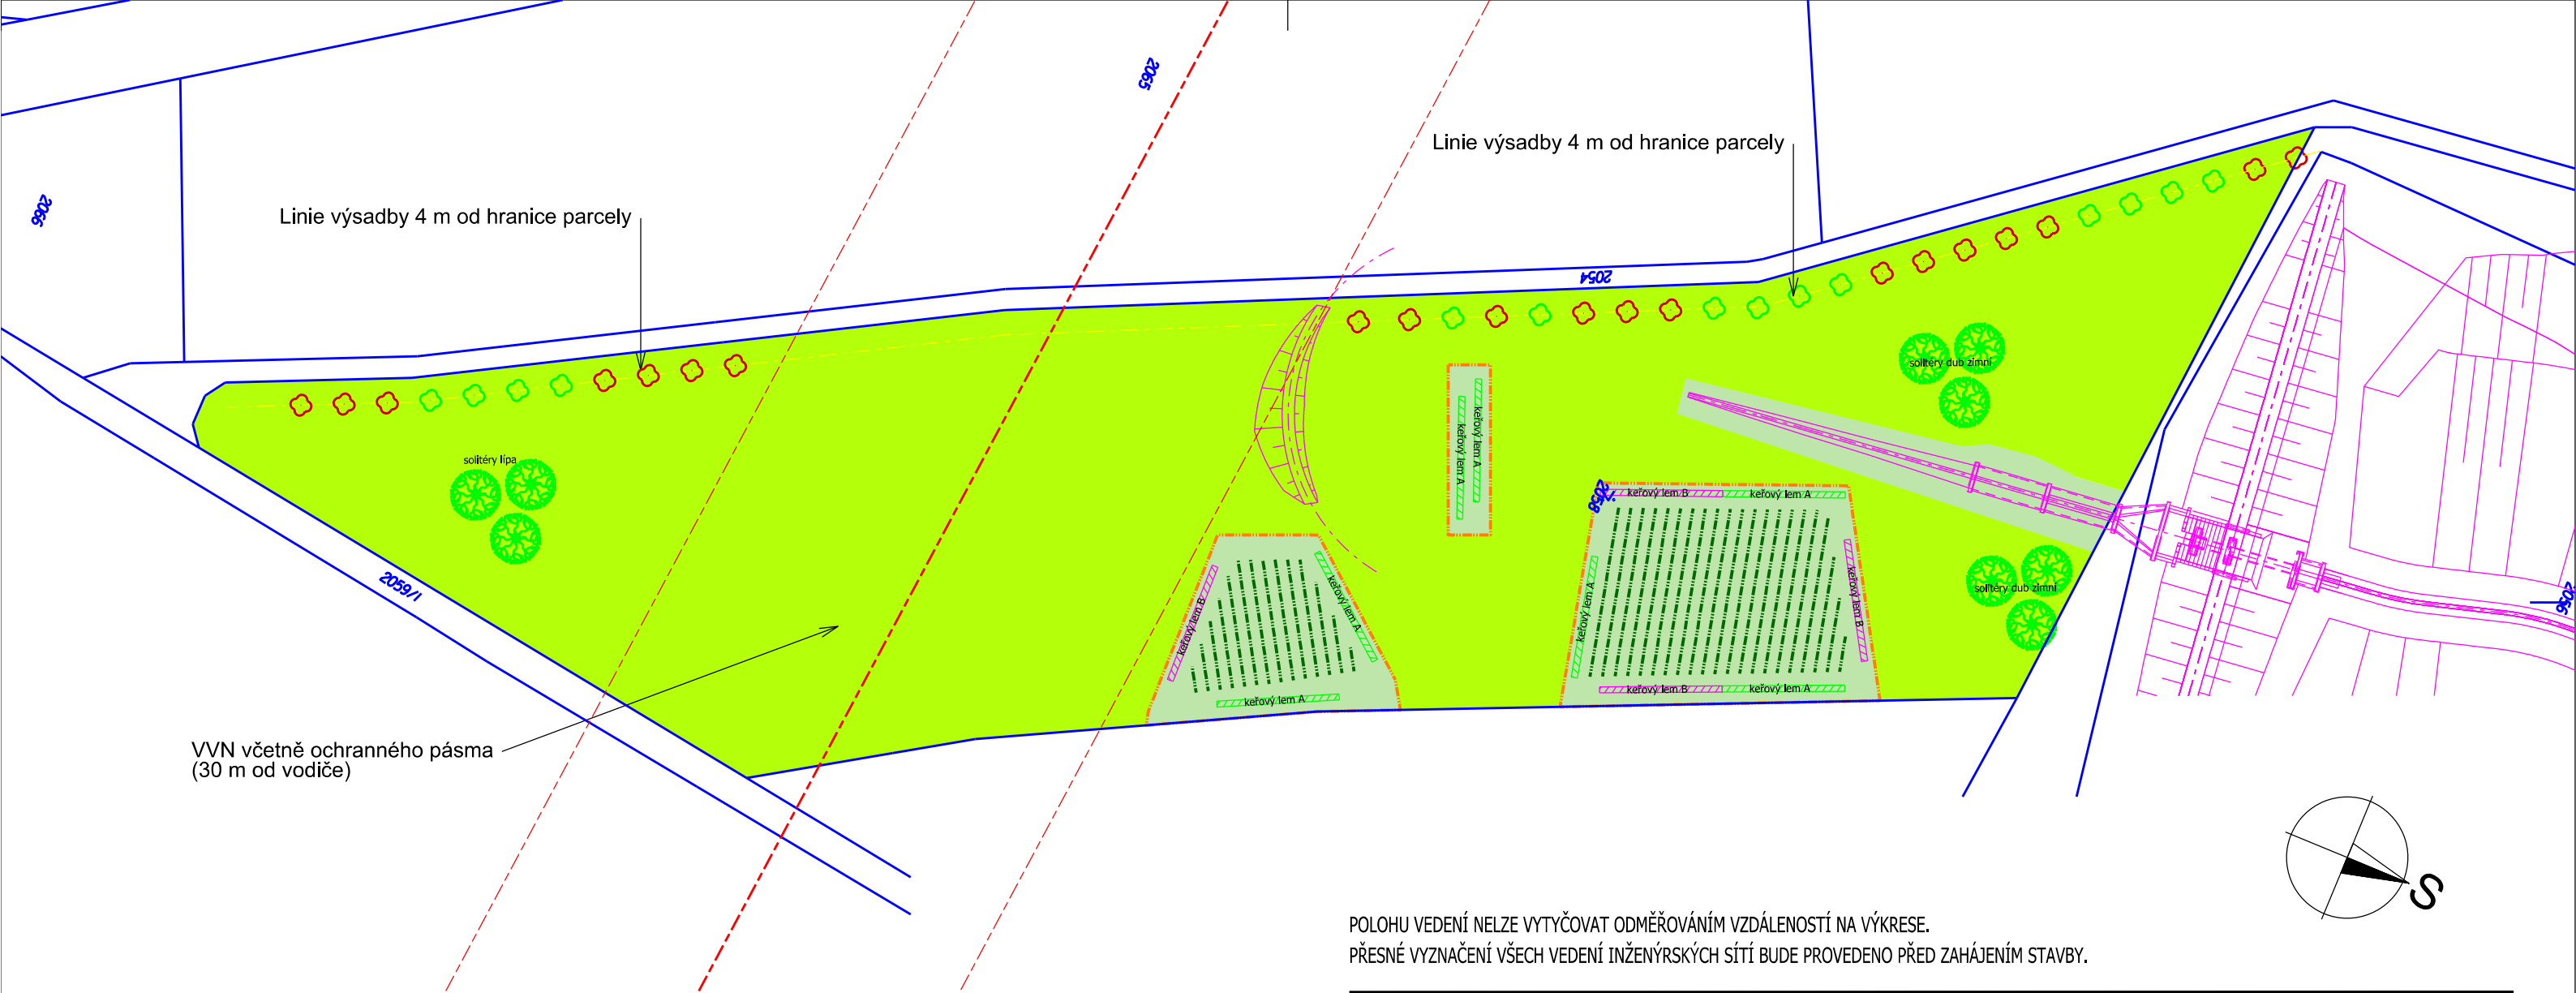 2065
Linie výsadby 4 m od hranice parcely
2066
Linie výsadby 4 m od hranice parcely
2054
solitéry dub zimní
keřový lem A
keřový lem A
solitéry lípa
2058
keřový lem B
keřový lem A
2059/1
keřový lem B
keřový lem A
keřový lem A
keřový lem B
solitéry dub zimní
2056
keřový lem B
keřový lem A
keřový lem A
VVN včetně ochranného pásma
(30 m od vodiče)
S
POLOHU VEDENÍ NELZE VYTYČOVAT ODMĚŘOVÁNÍM VZDÁLENOSTÍ NA VÝKRESE.
PŘESNÉ VYZNAČENÍ VŠECH VEDENÍ INŽENÝRSKÝCH SÍTÍ BUDE PROVEDENO PŘED ZAHÁJENÍM STAVBY.